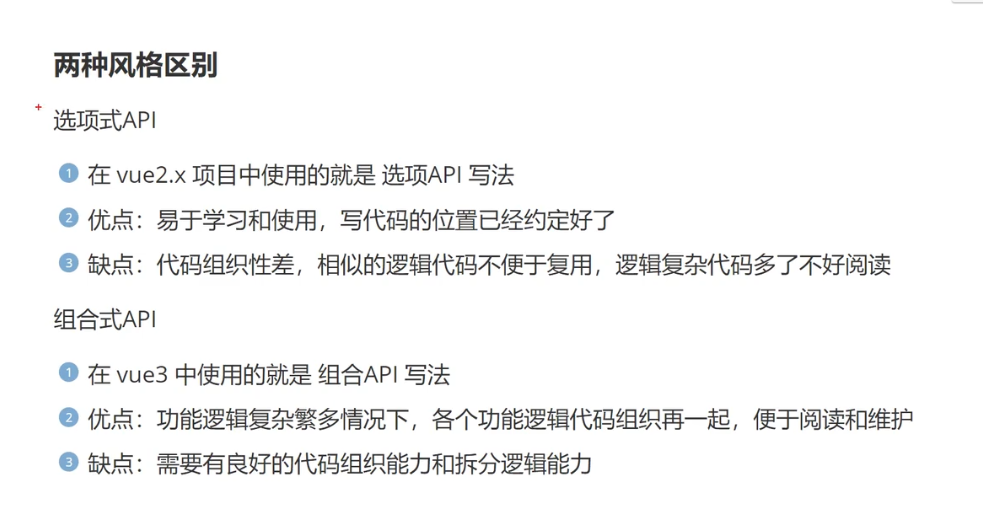 两种风格区别
选项式API
1 在 vue2.x 项目中使用的就是 选项API 写法
2 优点：易于学习和使用，写代码的位置已经约定好了
3 缺点：代码组织性差，相似的逻辑代码不便于复用，逻辑复杂代码多了不好阅读
组合式API
1 在 vue3 中使用的就是 组合API 写法
2 优点：功能逻辑复杂繁多情况下，各个功能逻辑代码组织再一起，便于阅读和维护
3 缺点：需要有良好的代码组织能力和拆分逻辑能力